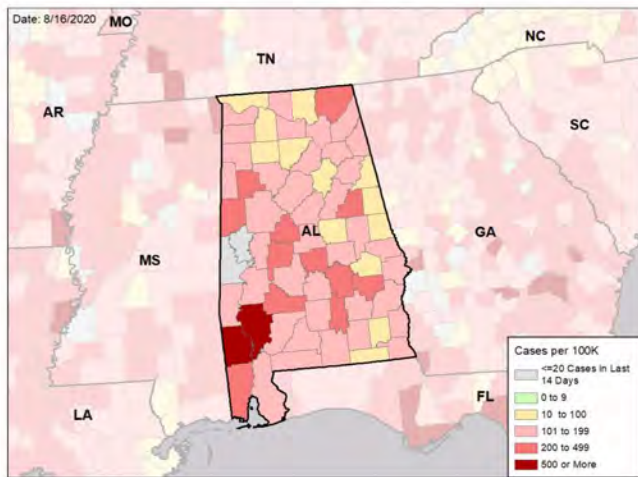 Date: 8/16/2020
MO
TN
NC
AR
SC
AL
MS
GA
LA
FL
Cases per 100K
<=20 Cases in Last
14 Days
0 to 9
10 to 100
101 to 199
200 to 499
500 or More